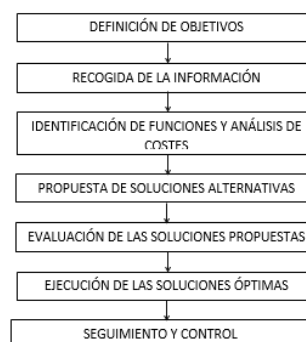 DEFINICIÓN DE OBJETIVOS
RECOGIDA DE LA INFORMACIÓN
IDENTIFICACIÓN DE FUNCIONES Y ANÁLISIS DE
COSTES
PROPUESTA DE SOLUCIONES ALTERNATIVAS
EVALUACIÓN DE LAS SOLUCIONES PROPUESTAS
EJECUCIÓN DE LAS SOLUCIONES ÓPTIMAS
SEGUIMIENTO Y CONTROL